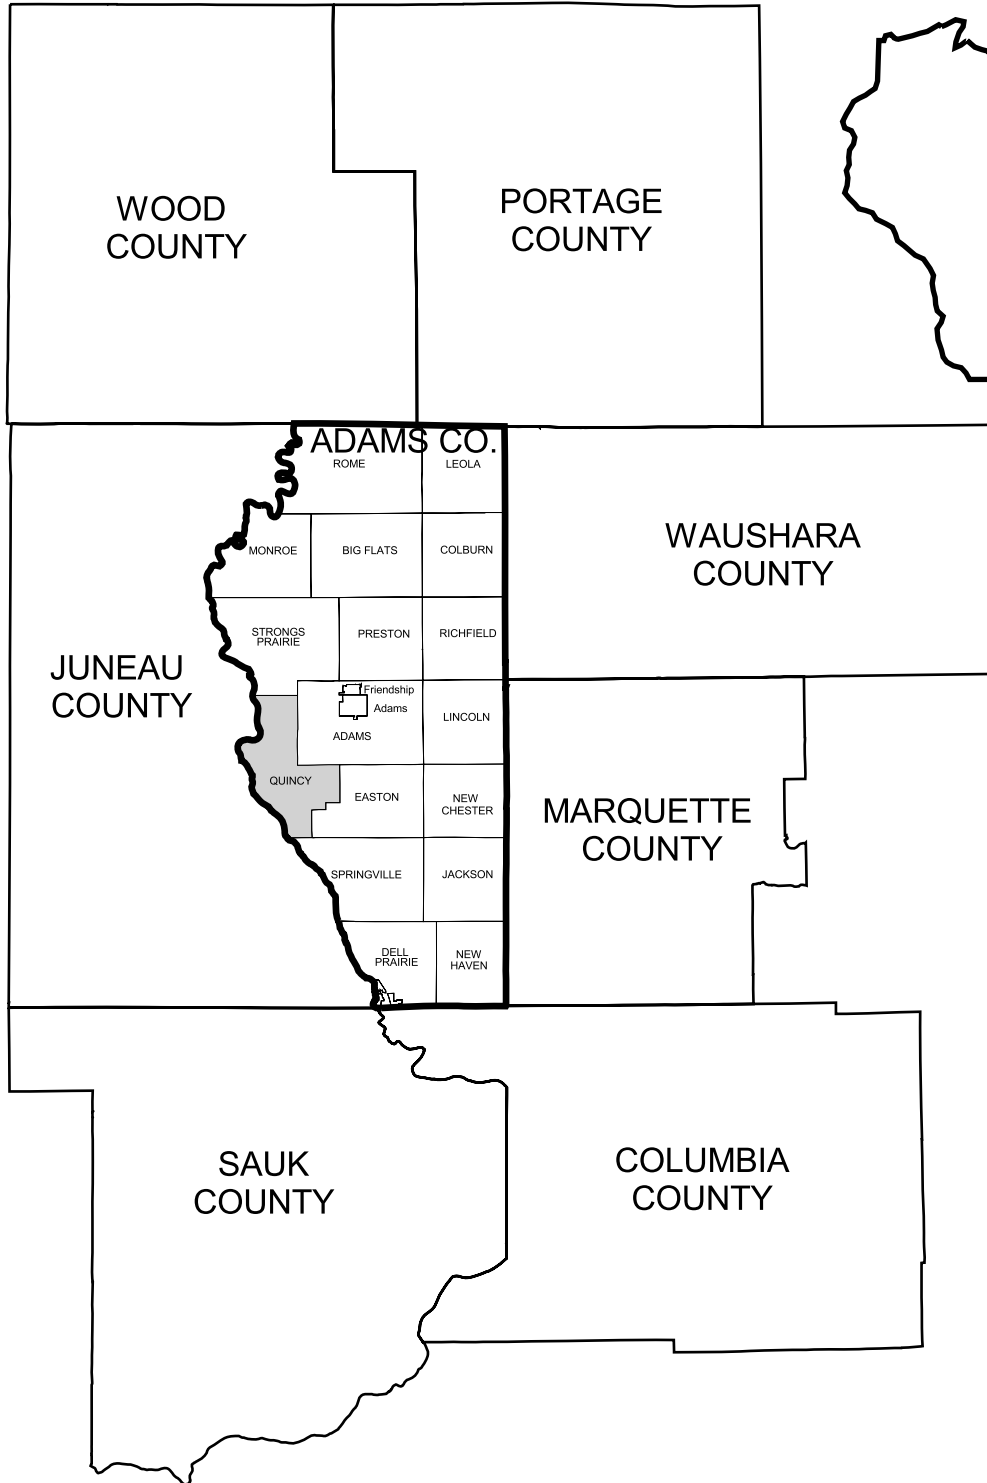 WOOD
COUNTY
PORTAGE
COUNTY
ADAMS CO.
ROME
LEOLA
MONROE
BIG FLATS
COLBURN
WAUSHARA
COUNTY
STRONGS
PRAIRIE
PRESTON
RICHFIELD
JUNEAU
COUNTY
Friendship
Adams
ADAMS
LINCOLN
QUINCY
EASTON
NEW
CHESTER
MARQUETTE
COUNTY
SPRINGVILLE
JACKSON
DELL
PRAIRIE
NEW
HAVEN
SAUK
COUNTY
COLUMBIA
COUNTY